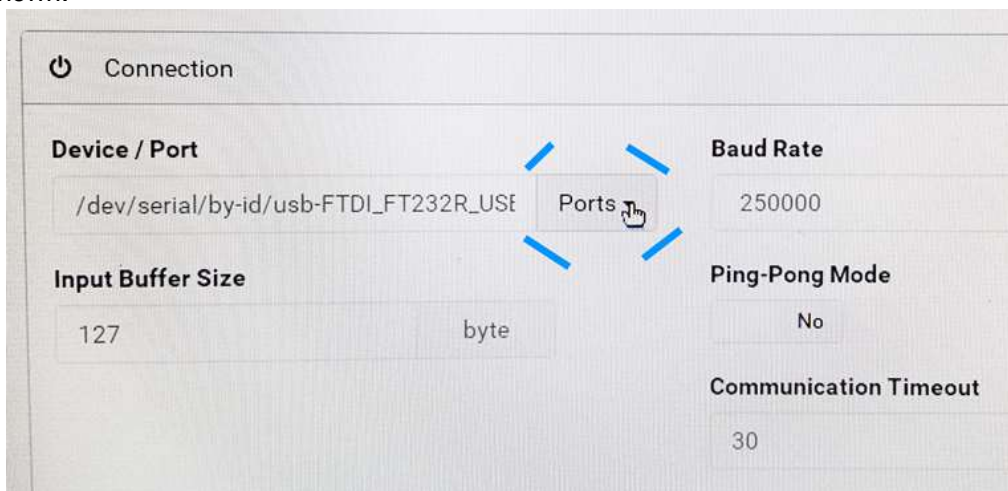 Connection
Device / Port
Baud Rate
/dev/serial/by-id/usb-FTDI_FT232R_USE
Ports
250000
Input Buffer Size
Ping-Pong Mode
127
byte
No
Communication Timeout
30